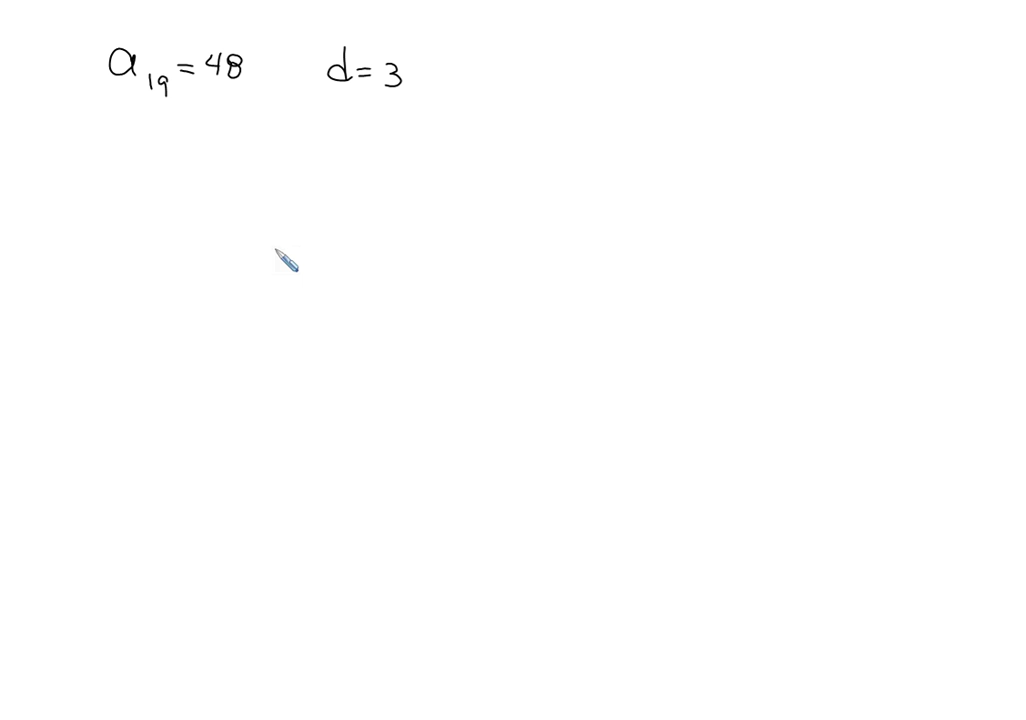 a₁₉ = 48 d = 3